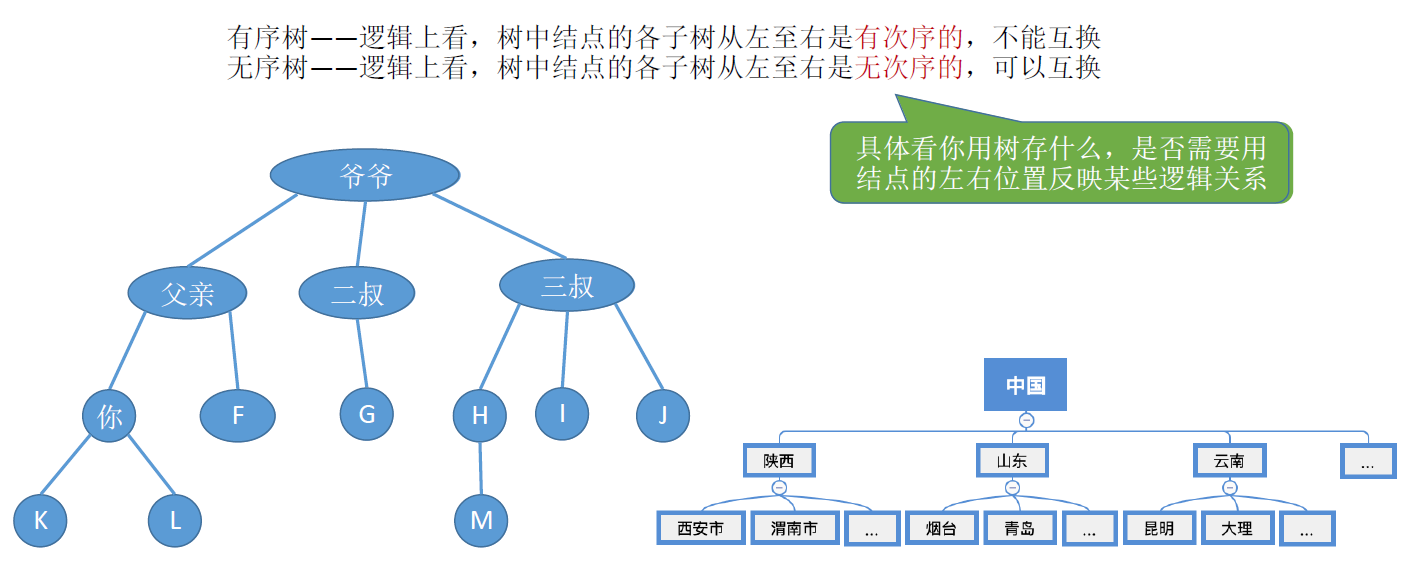 有序树——逻辑上看，树中结点的各子树从左至右是有次序的，不能互换
无序树——逻辑上看，树中结点的各子树从左至右是无次序的，可以互换
具体看你用树存什么，是否需要用
结点的左右位置反映某些逻辑关系
爷爷
父亲
二叔
三叔
你
F
G
H
I
J
K
L
M
中国
陕西
山东
云南
...
西安市
渭南市
...
烟台
青岛
...
昆明
大理
...